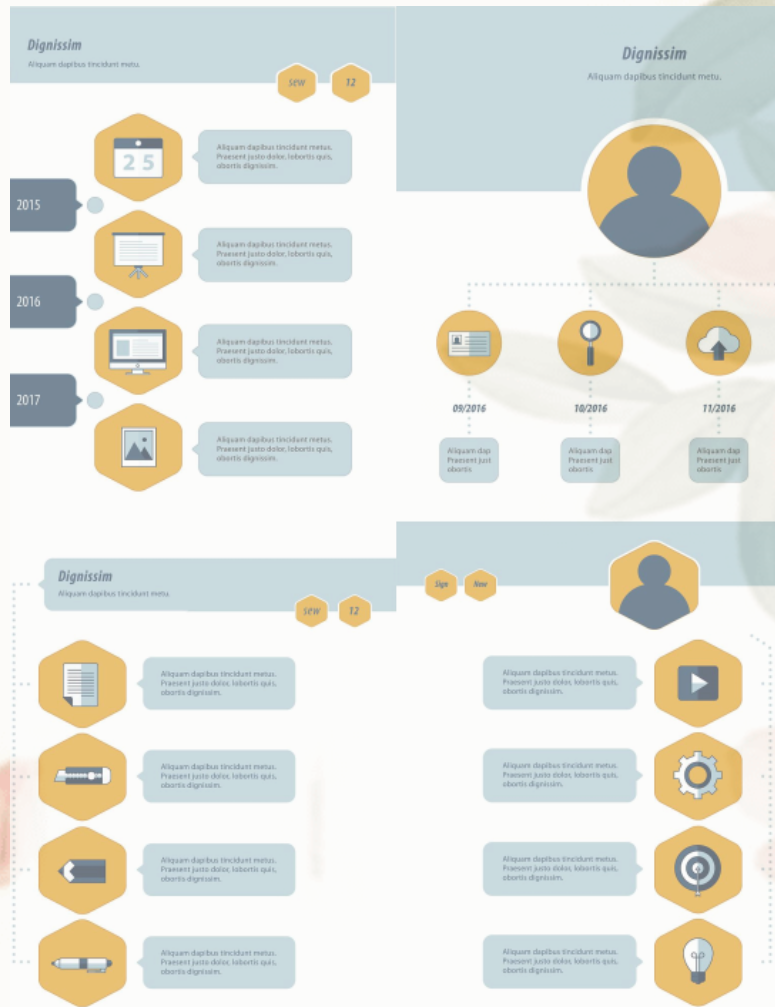 Dignissim
Aliquam dapibus tincidunt metu.
sew
12
25
Aliquam dapibus tincidunt metus.
Praesent justo dolor, lobortis quis,
obortis dignissim.
2015
Aliquam dapibus tincidunt metus.
Praesent justo dolor, lobortis quis,
obortis dignissim.
2016
Aliquam dapibus tincidunt metus.
Praesent justo dolor, lobortis quis,
obortis dignissim.
2017
Aliquam dapibus tincidunt metus.
Praesent justo dolor, lobortis quis,
obortis dignissim.
Dignissim
Aliquam dapibus tincidunt metu.
09/2016
10/2016
11/2016
Aliquam dap
Praesent just
obortis
Aliquam dap
Praesent just
obortis
Aliquam dap
Praesent just
obortis
Dignissim
Aliquam dapibus tincidunt metu.
sew
12
Aliquam dapibus tincidunt metus.
Praesent justo dolor, lobortis quis,
obortis dignissim.
Aliquam dapibus tincidunt metus.
Praesent justo dolor, lobortis quis,
obortis dignissim.
Aliquam dapibus tincidunt metus.
Praesent justo dolor, lobortis quis,
obortis dignissim.
Aliquam dapibus tincidunt metus.
Praesent justo dolor, lobortis quis,
obortis dignissim.
Sign
Aliquam dapibus tincidunt metus.
Praesent justo dolor, lobortis quis,
obortis dignissim.
Aliquam dapibus tincidunt metus.
Praesent justo dolor, lobortis quis,
obortis dignissim.
Aliquam dapibus tincidunt metus.
Praesent justo dolor, lobortis quis,
obortis dignissim.
Aliquam dapibus tincidunt metus.
Praesent justo dolor, lobortis quis,
obortis dignissim.